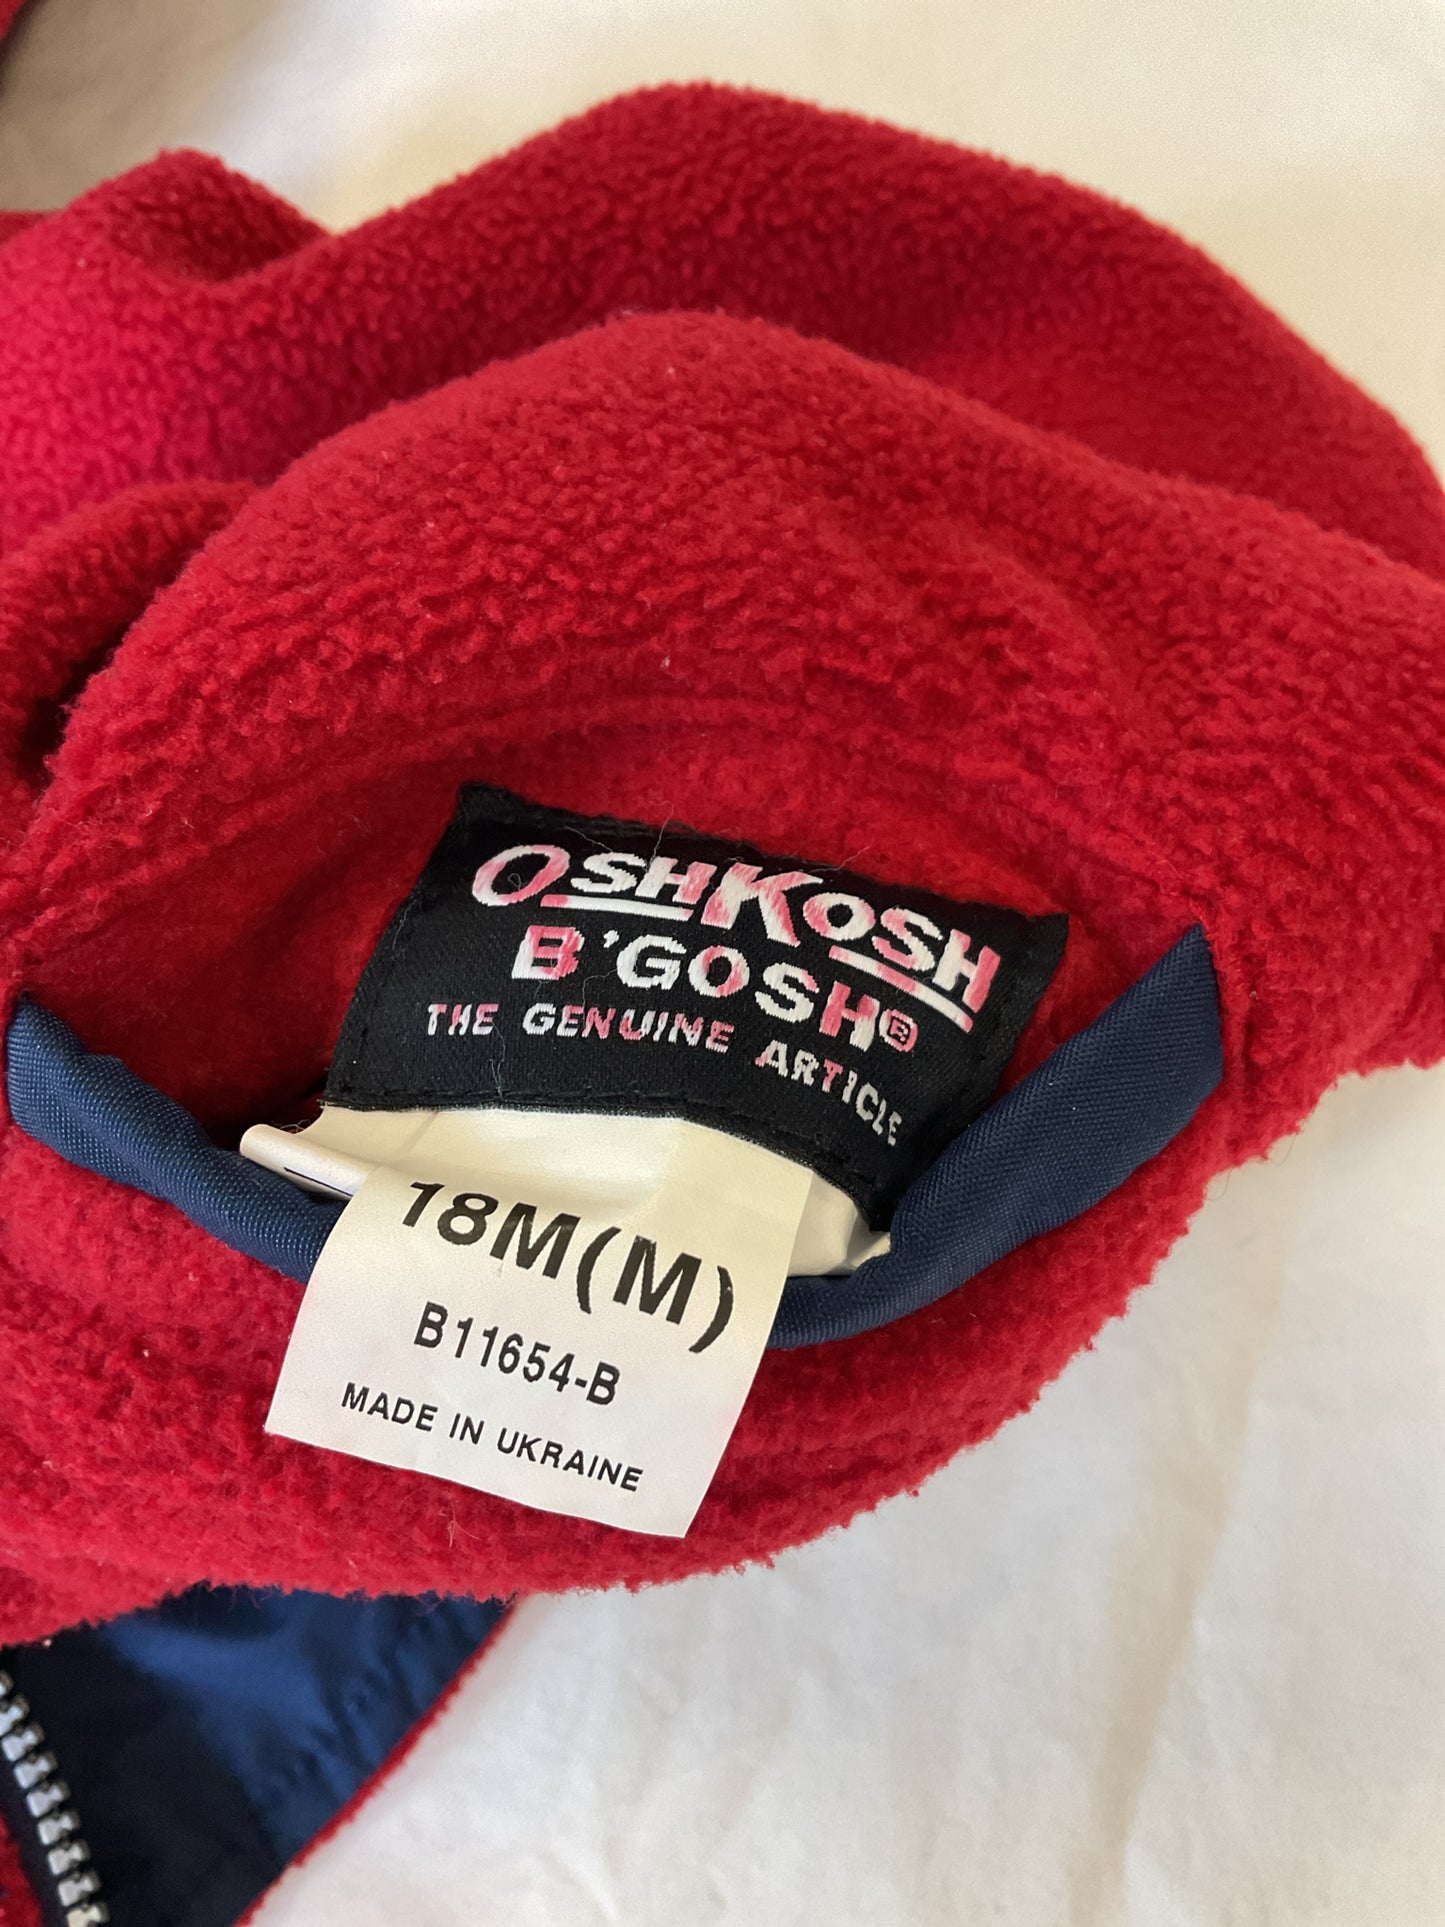 OSHKOSH
B'GOSH®
THE GENUINE ARTICLE
18M(M)
B11654-B
MADE IN UKRAINE